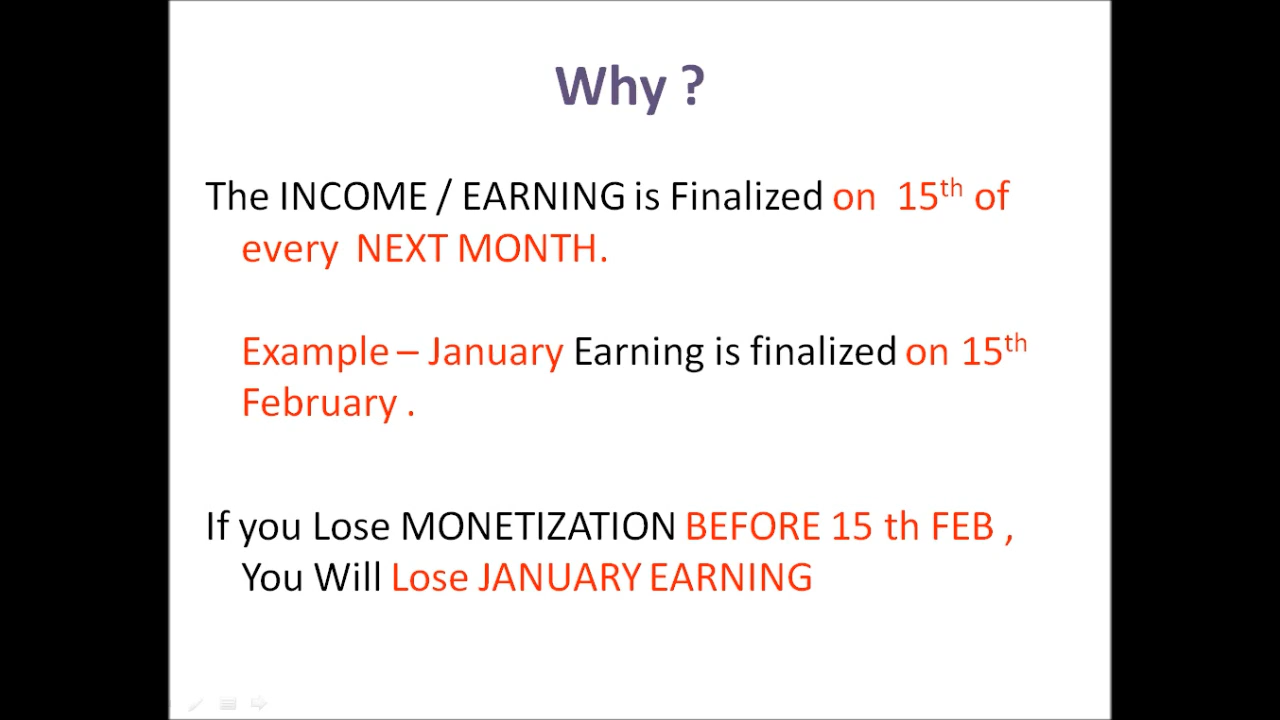 Why ?
The INCOME / EARNING is Finalized on 15th of
every NEXT MONTH.
Example – January Earning is finalized on 15th
February .
If you Lose MONETIZATION BEFORE 15 th FEB ,
You Will Lose JANUARY EARNING